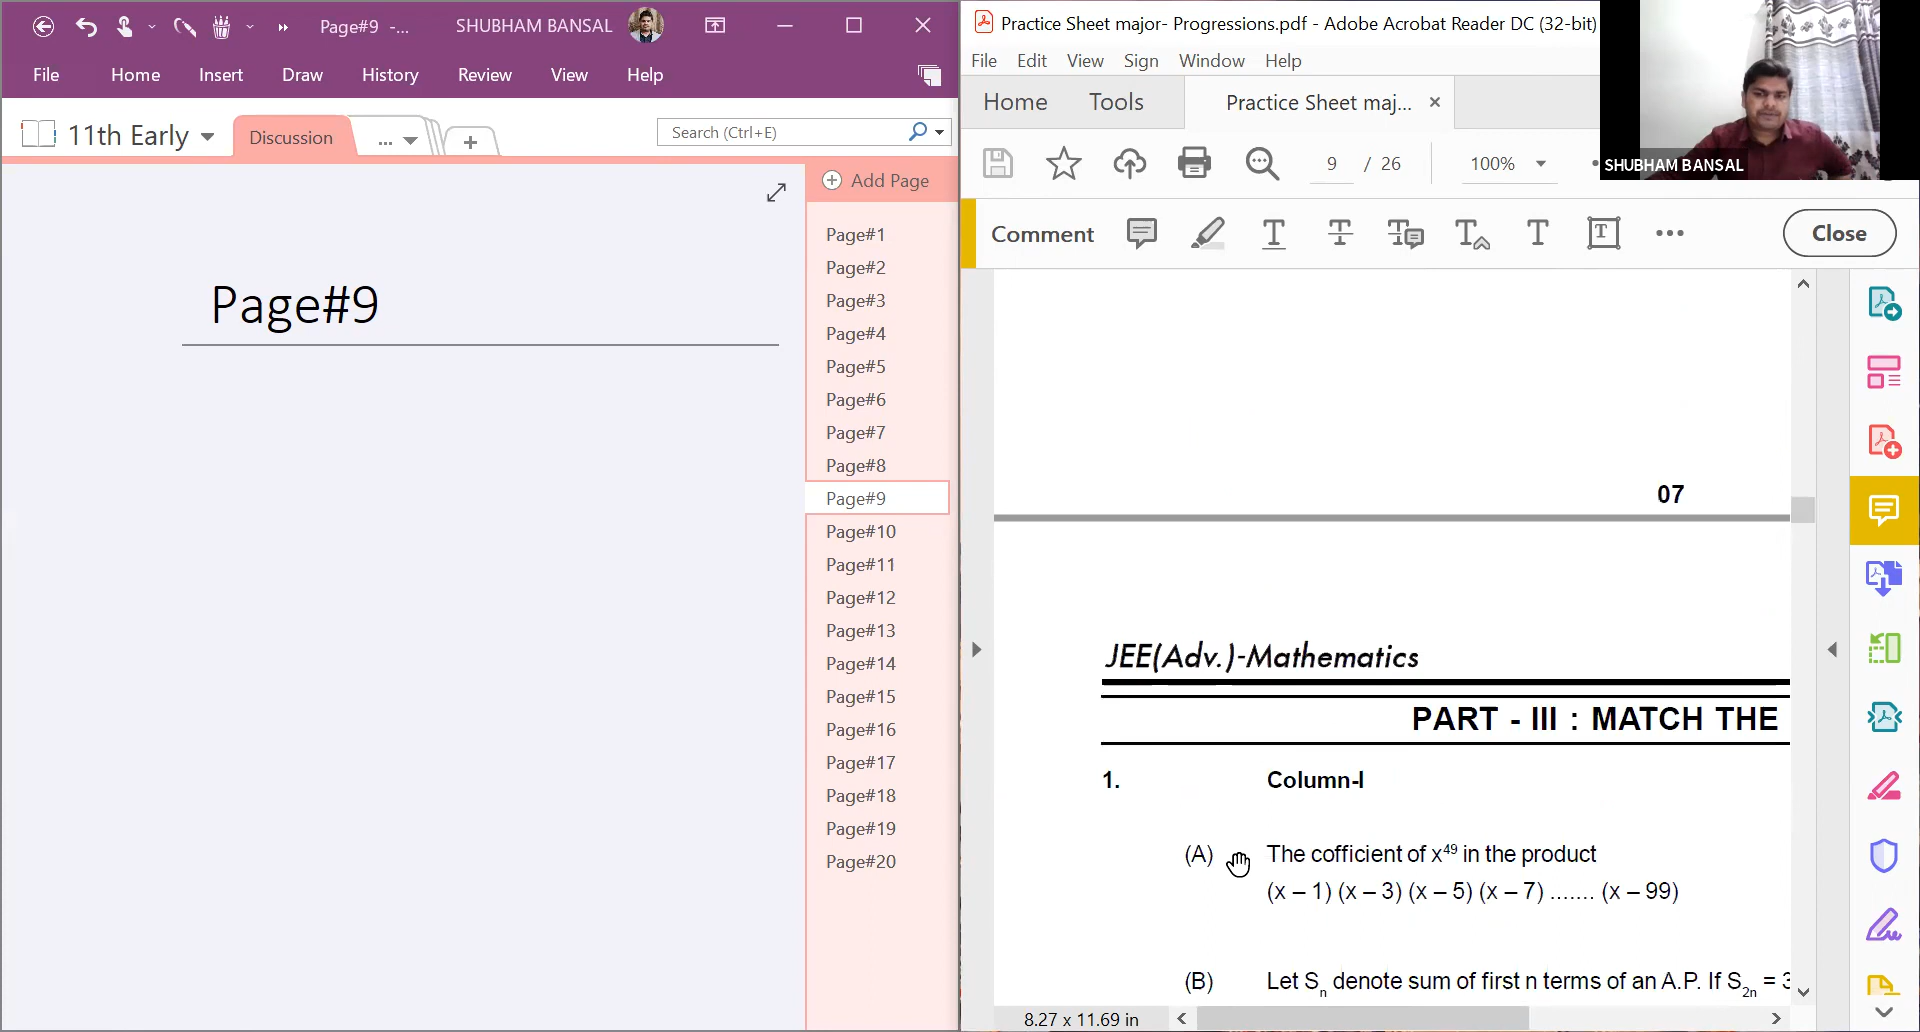 Page#9 -...
SHUBHAM BANSAL
File Home Insert Draw History Review View Help
11th Early
Discussion
...
Search (Ctrl+E)
Add Page
Page#9
Page#1
Page#2
Page#3
Page#4
Page#5
Page#6
Page#7
Page#8
Page#9
Page#10
Page#11
Page#12
Page#13
Page#14
Page#15
Page#16
Page#17
Page#18
Page#19
Page#20
Practice Sheet major- Progressions.pdf - Adobe Acrobat Reader DC (32-bit)
File Edit View Sign Window Help
Home Tools Practice Sheet maj...
9 / 26 100%
SHUBHAM BANSAL
Comment Close
07
JEE(Adv.)-Mathematics
PART - III : MATCH THE
1. Column-I
(A) The cofficient of x⁴⁹ in the product
(x – 1) (x – 3) (x – 5) (x – 7) ....... (x – 99)
(B) Let Sₙ denote sum of first n terms of an A.P. If S₂ₙ = 3
8.27 x 11.69 in